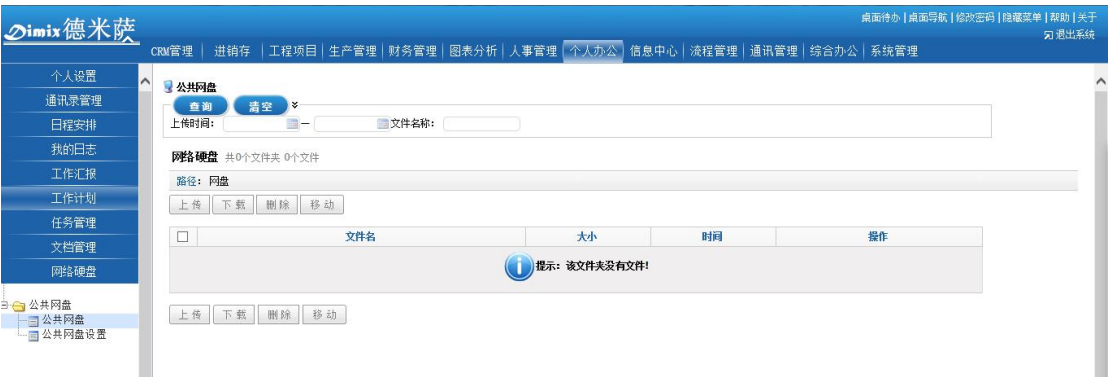 Dimix德米萨
桌面待办 | 桌面导航 | 修改密码 | 隐藏菜单 | 帮助 | 关于
退出系统
CRM管理 | 进销存 | 工程项目 | 生产管理 | 财务管理 | 图表分析 | 人事管理 | 个人办公 | 信息中心 | 流程管理 | 通讯管理 | 综合办公 | 系统管理
个人设置
通讯录管理
日程安排
我的日志
工作汇报
工作计划
任务管理
文档管理
网络硬盘
公共网盘
公共网盘
公共网盘设置
公共网盘
查询 清空
上传时间: — 文件名称:
网络硬盘 共0个文件夹 0个文件
路径: 网盘
上传 下载 删除 移动
文件名 大小 时间 操作
提示: 该文件夹没有文件!
上传 下载 删除 移动